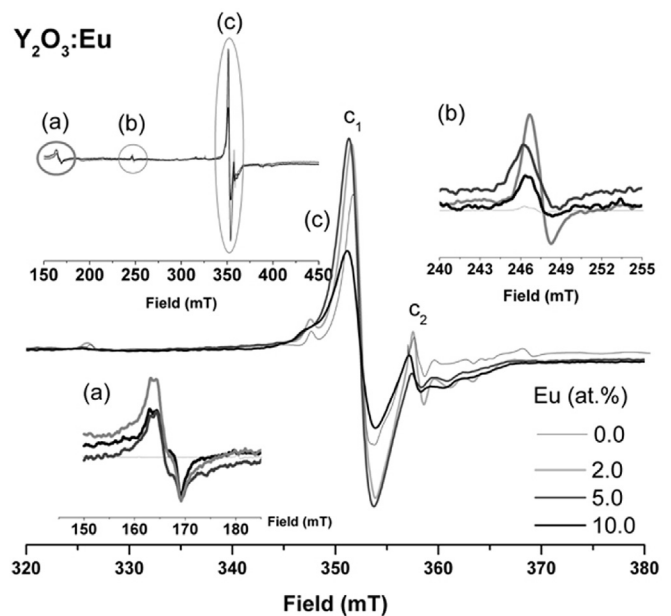 Y₂O₃:Eu
(c)
(a)
(b)
150 200 250 300 350 400 450
Field (mT)
c₁
(c)
c₂
(b)
240 243 246 249 252 255
Field (mT)
(a)
150 160 170 180 Field (mT)
Eu (at.%)
0.0
2.0
5.0
10.0
320 330 340 350 360 370 380
Field (mT)